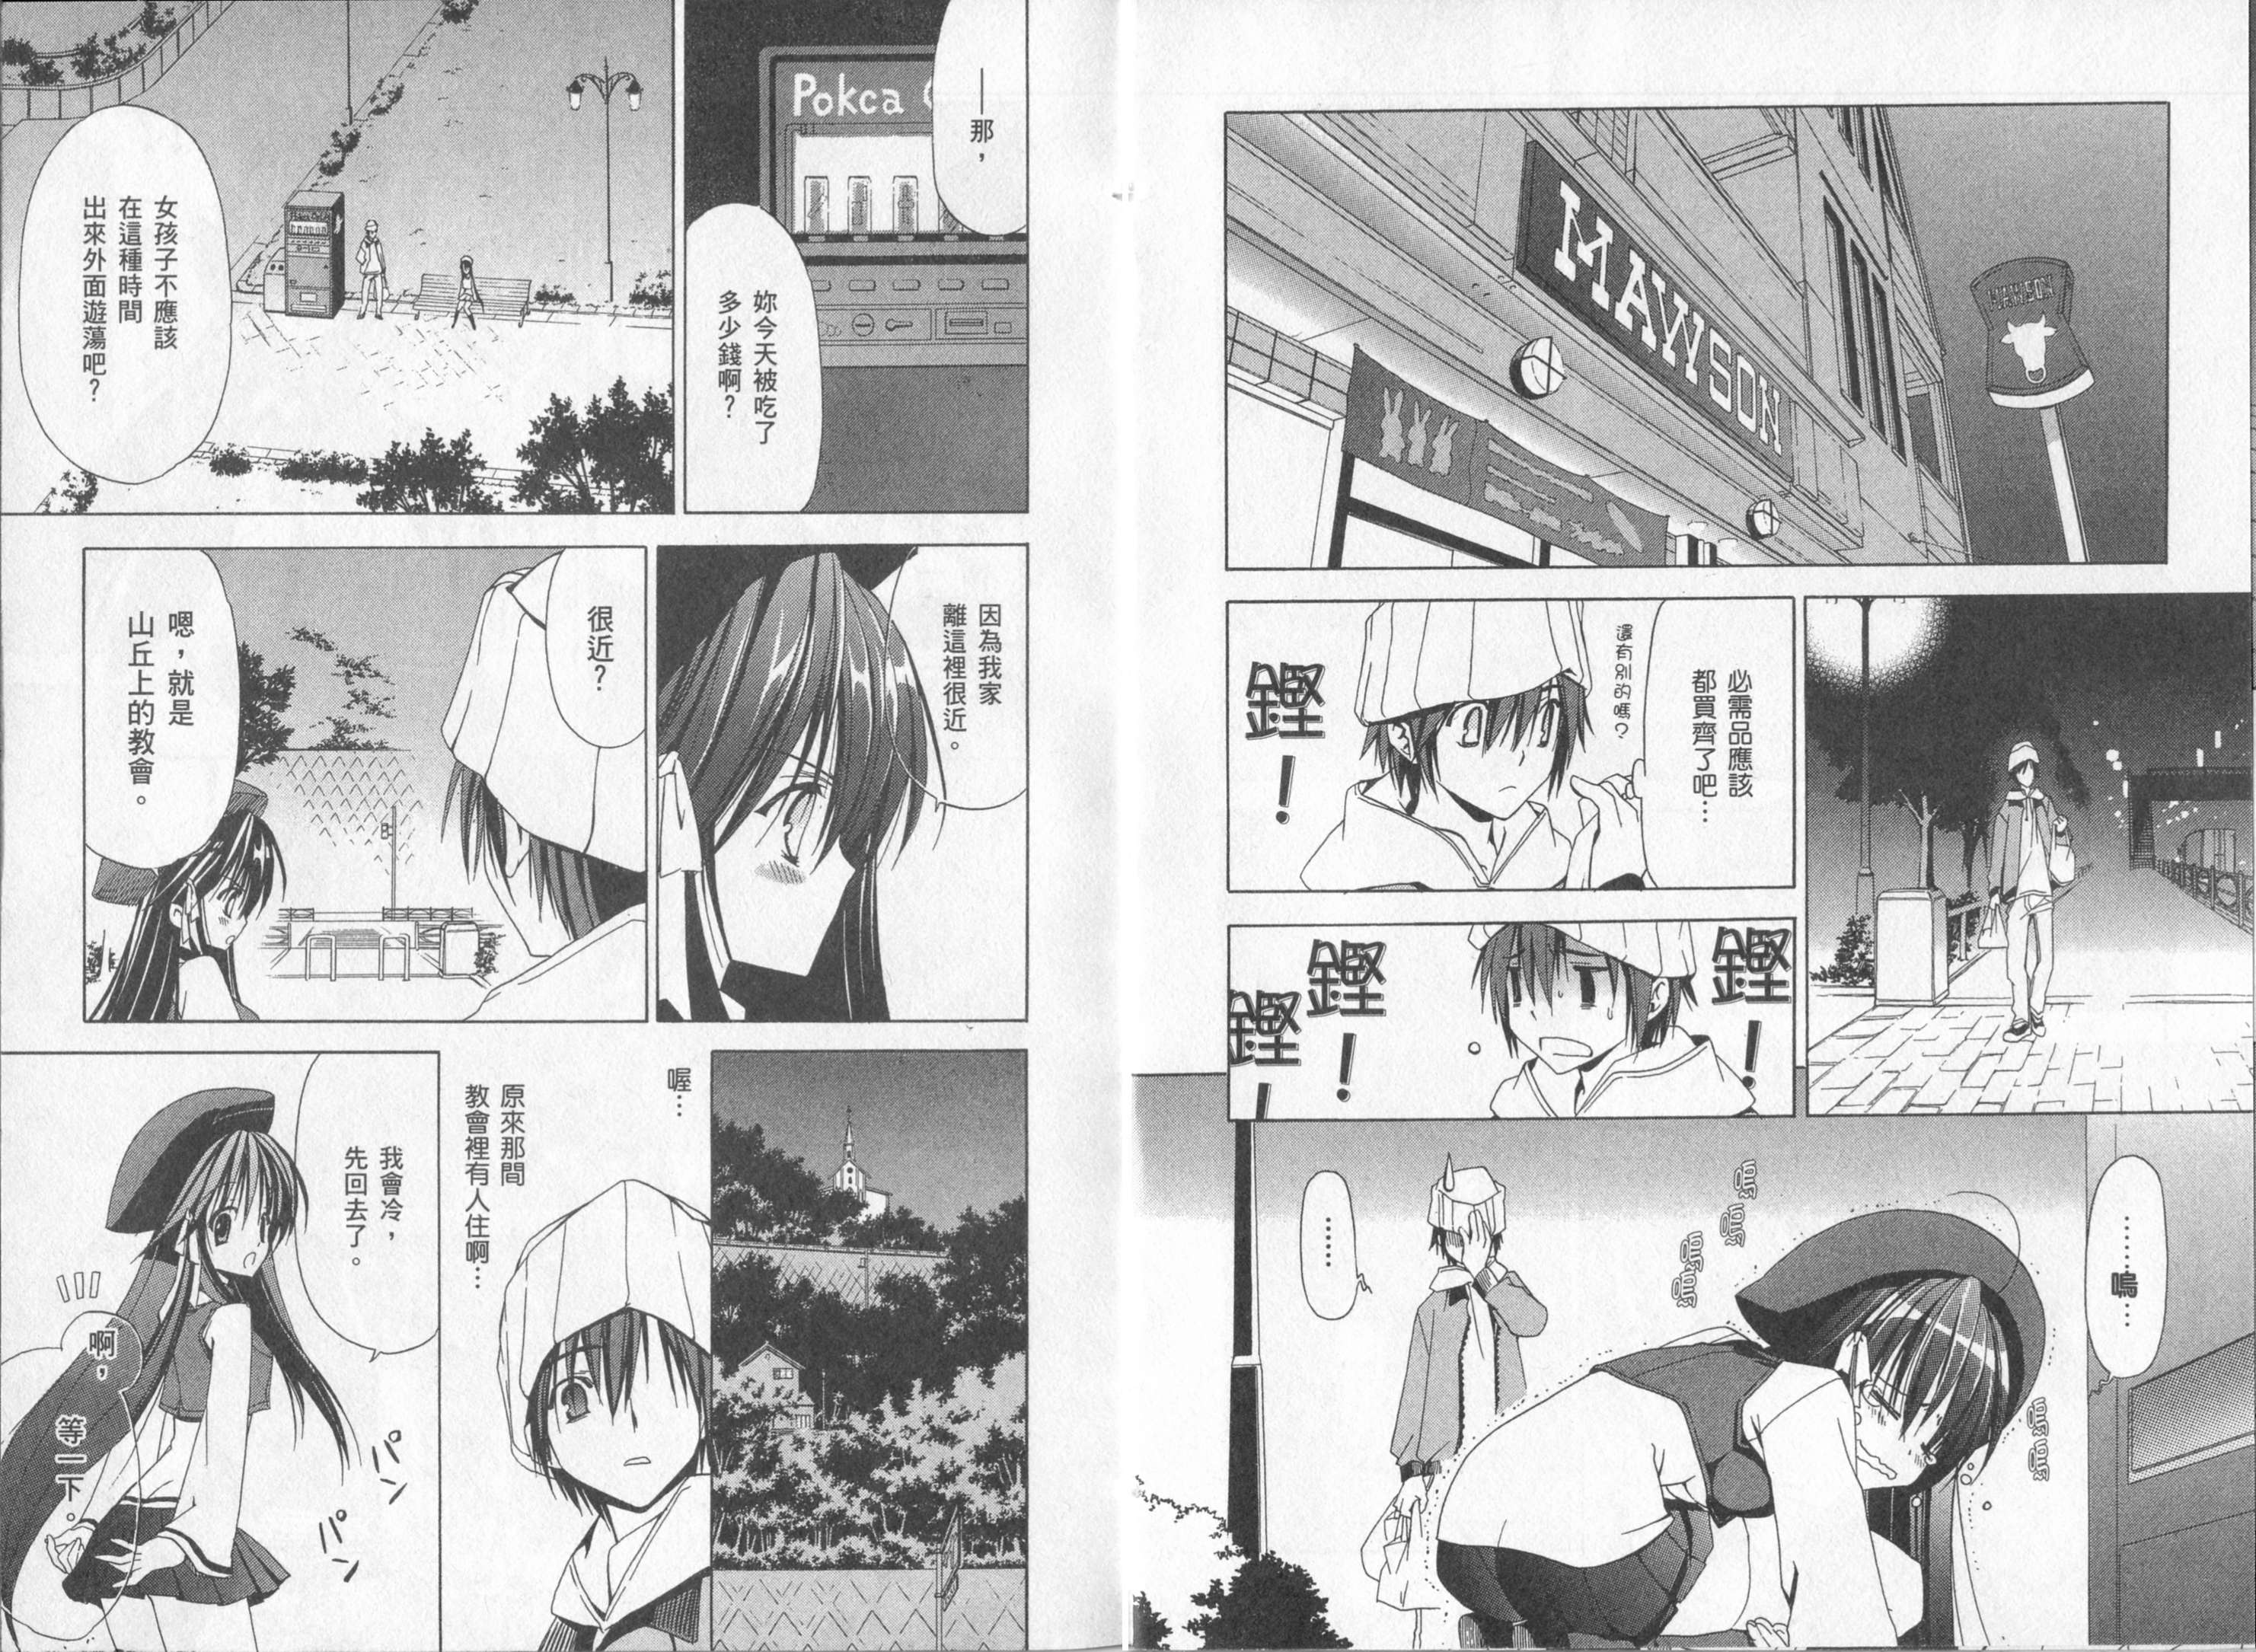 MAWSON
MAWSON
必需品應該
都買齊了吧…
還有別的嗎？
鏗！
鏗！
鏗！
鏗！
……嗚…
嗚嗚
嗚嗚
嗚嗚
……
Pokca
——那，
妳今天被吃了
多少錢啊？
女孩子不應該
在這種時間
出來外面遊蕩吧？
因為我家
離這裡很近。
很近？
嗯，就是
山丘上的教會。
喔…
原來那間
教會裡有人住啊…
我會冷，
先回去了。
パン
パン
啊，
等一下。